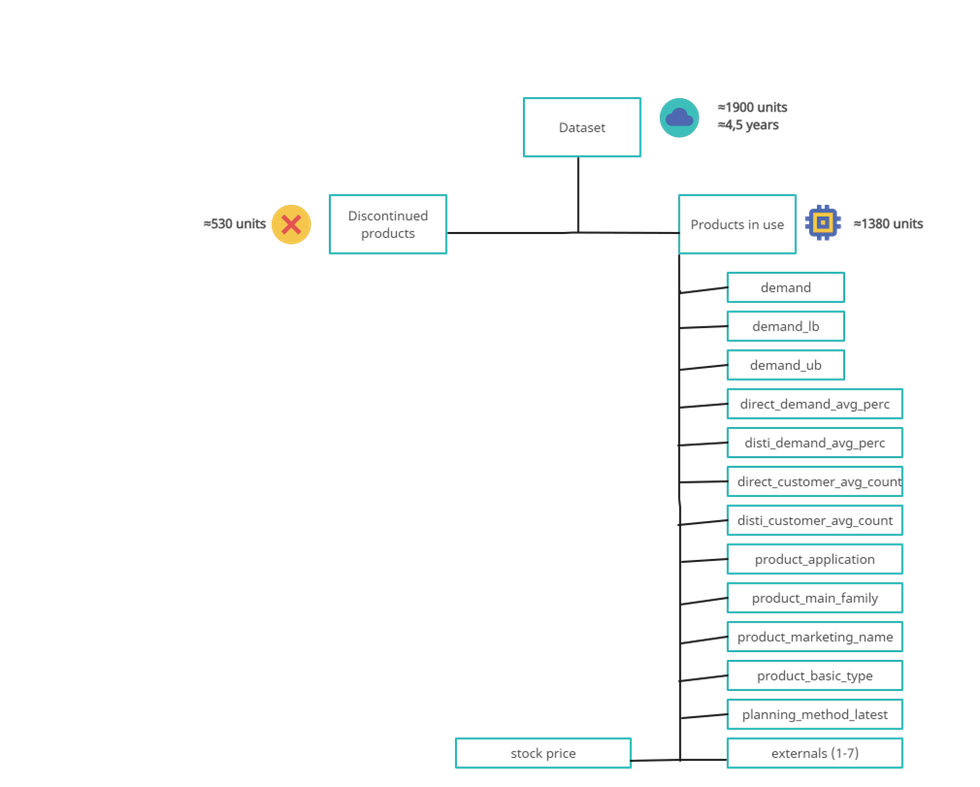 Dataset
≈1900 units
≈4,5 years
≈530 units
Discontinued
products
Products in use
≈1380 units
demand
demand_lb
demand_ub
direct_demand_avg_perc
disti_demand_avg_perc
direct_customer_avg_count
disti_customer_avg_count
product_application
product_main_family
product_marketing_name
product_basic_type
planning_method_latest
stock price
externals (1-7)